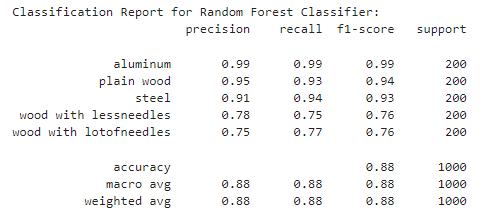 Classification Report for Random Forest Classifier:
precision recall f1-score support
aluminum 0.99 0.99 0.99 200
plain wood 0.95 0.93 0.94 200
steel 0.91 0.94 0.93 200
wood with lessneedles 0.78 0.75 0.76 200
wood with lotofneedles 0.75 0.77 0.76 200
accuracy 0.88 1000
macro avg 0.88 0.88 0.88 1000
weighted avg 0.88 0.88 0.88 1000